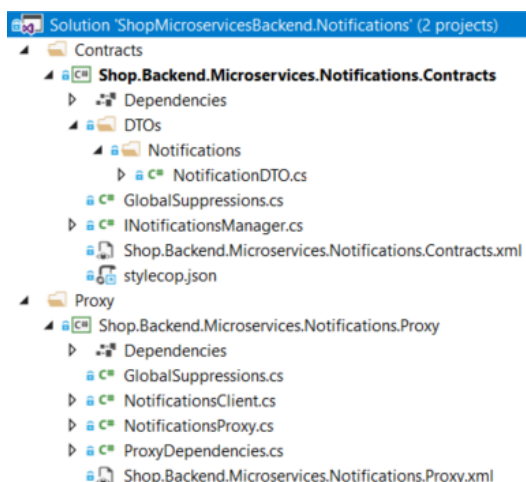 Solution 'ShopMicroservicesBackend.Notifications' (2 projects)
Contracts
C# Shop.Backend.Microservices.Notifications.Contracts
Dependencies
DTOs
Notifications
C# NotificationDTO.cs
C# GlobalSuppressions.cs
C# INotificationsManager.cs
Shop.Backend.Microservices.Notifications.Contracts.xml
stylecop.json
Proxy
C# Shop.Backend.Microservices.Notifications.Proxy
Dependencies
C# GlobalSuppressions.cs
C# NotificationsClient.cs
C# NotificationsProxy.cs
C# ProxyDependencies.cs
Shop.Backend.Microservices.Notifications.Proxy.xml